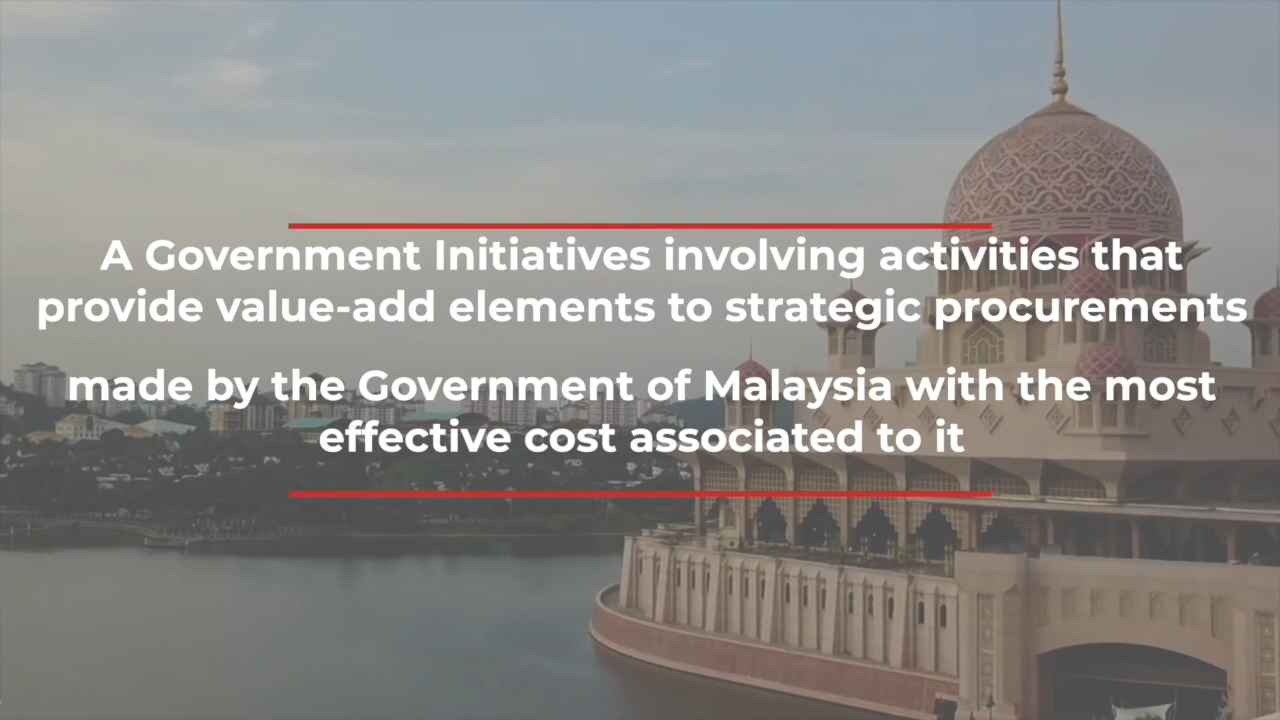 A Government Initiatives involving activities that
provide value-add elements to strategic procurements
made by the Government of Malaysia with the most
effective cost associated to it